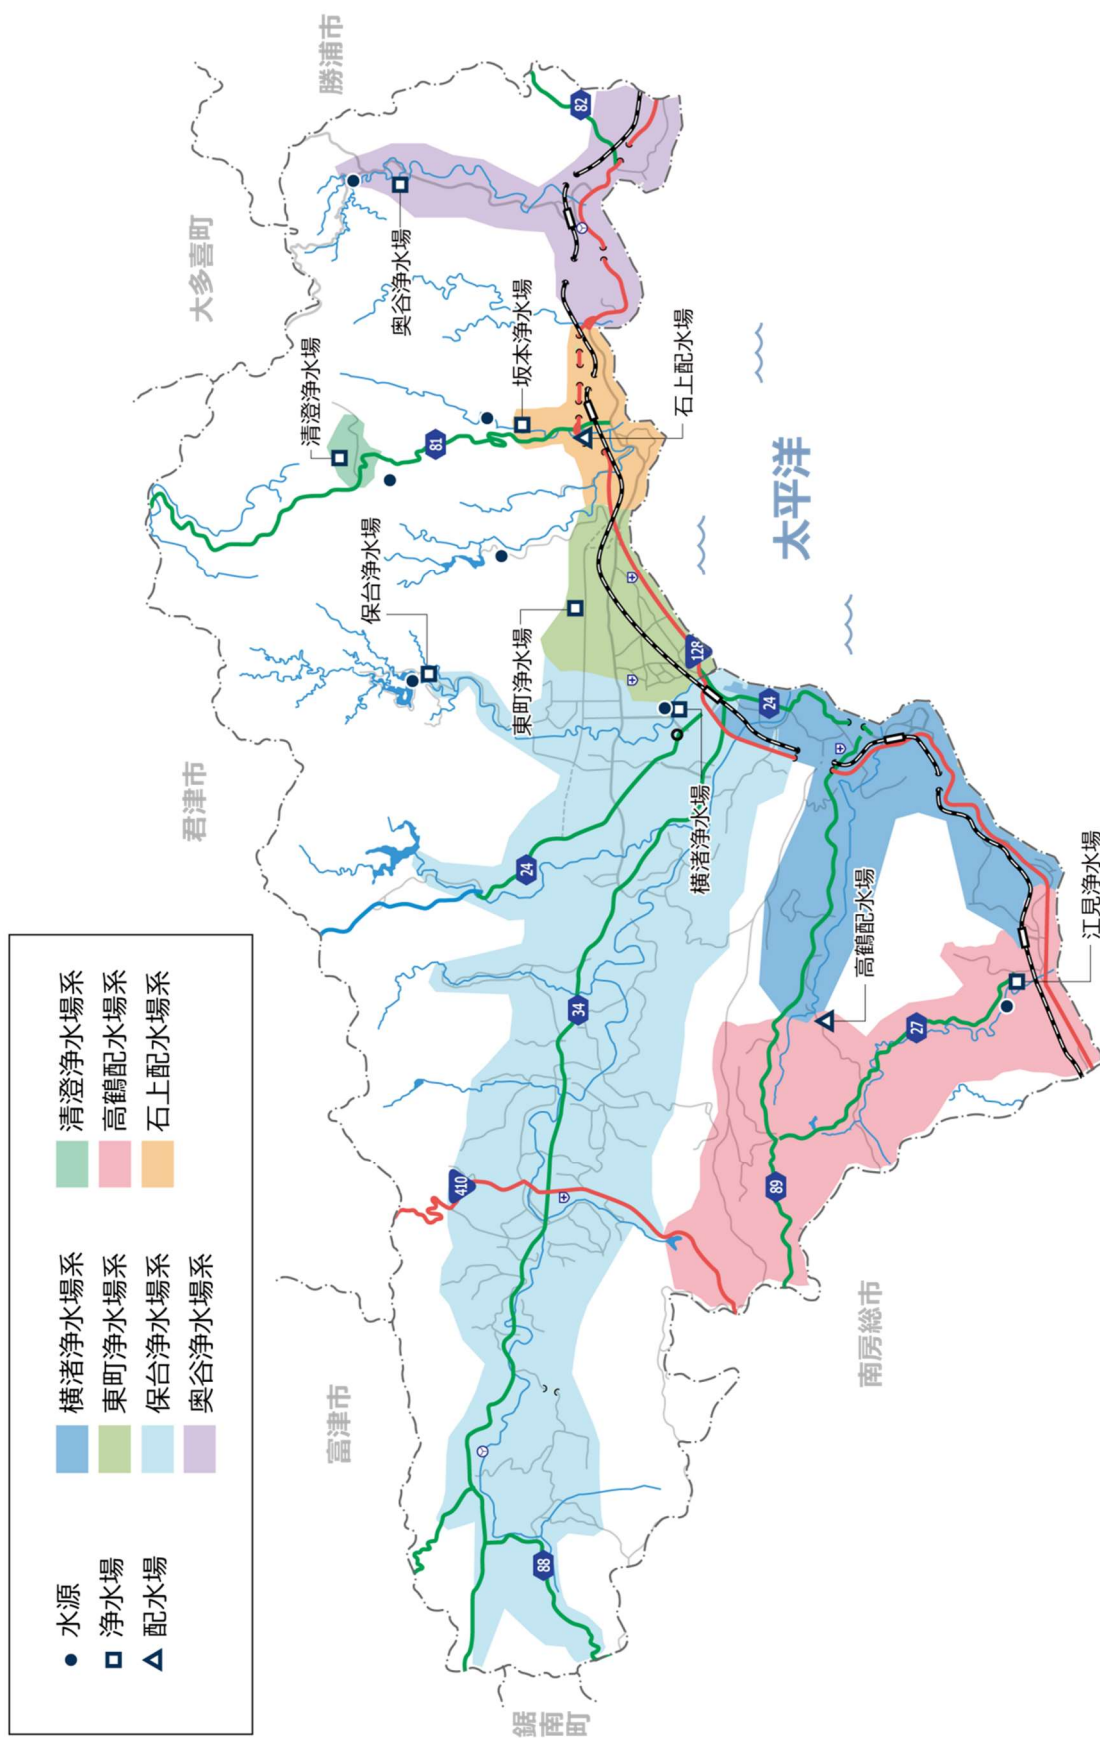 水源
浄水場
配水場
横渚浄水場系
東町浄水場系
保台浄水場系
奥谷浄水場系
清澄浄水場系
高鶴配水場系
石上配水場系
鋸
南
町
富津市
君津市
大多喜町
勝浦市
南房総市
太平洋
保台浄水場
清澄浄水場
奥谷浄水場
坂本浄水場
石上配水場
東町浄水場
横渚浄水場
高鶴配水場
江見浄水場
88
410
34
24
81
82
128
24
89
27